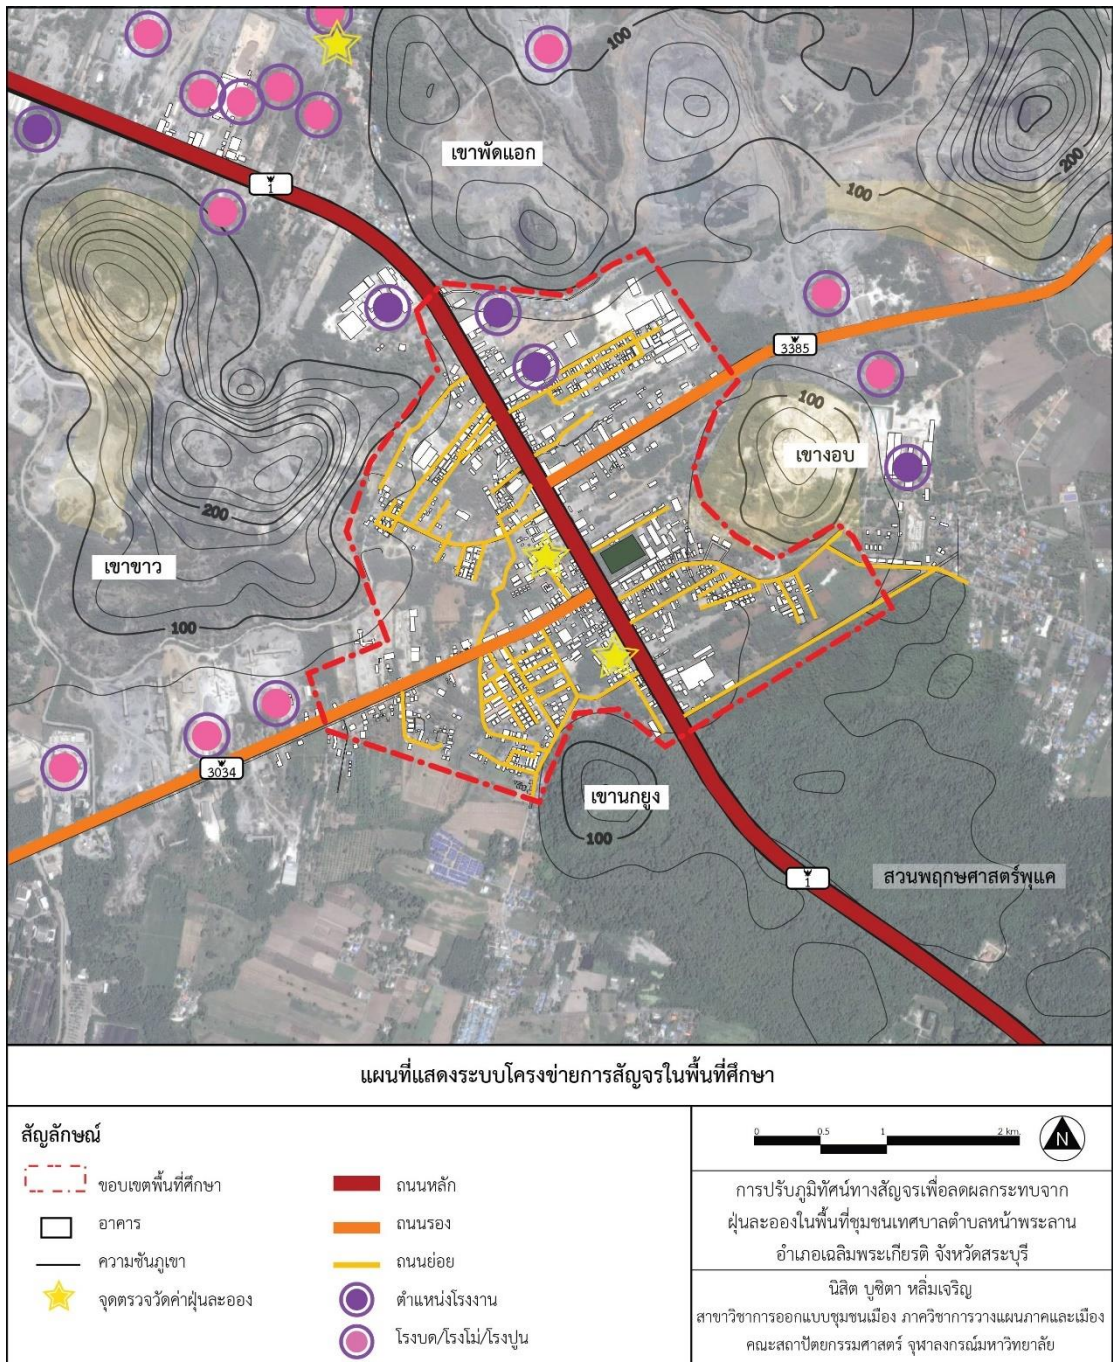 100
เขาพัดแอก
1
100
200
3385
100
เขางอบ
200
เขาขาว
100
3034
เขานกยูง
100
1
สวนพฤกษศาสตร์พุแค
แผนที่แสดงระบบโครงข่ายการสัญจรในพื้นที่ศึกษา
สัญลักษณ์
ขอบเขตพื้นที่ศึกษา
อาคาร
ความชันภูเขา
จุดตรวจวัดค่าฝุ่นละออง
ถนนหลัก
ถนนรอง
ถนนย่อย
ตำแหน่งโรงงาน
โรงบด/โรงโม่/โรงปูน
0 0.5 1 2 km.
N
การปรับภูมิทัศน์ทางสัญจรเพื่อลดผลกระทบจาก
ฝุ่นละอองในพื้นที่ชุมชนเทศบาลตำบลหน้าพระลาน
อำเภอเฉลิมพระเกียรติ จังหวัดสระบุรี
นิสิต บูชิตา หลิ่มเจริญ
สาขาวิชาการออกแบบชุมชนเมือง ภาควิชาการวางแผนภาคและเมือง
คณะสถาปัตยกรรมศาสตร์ จุฬาลงกรณ์มหาวิทยาลัย